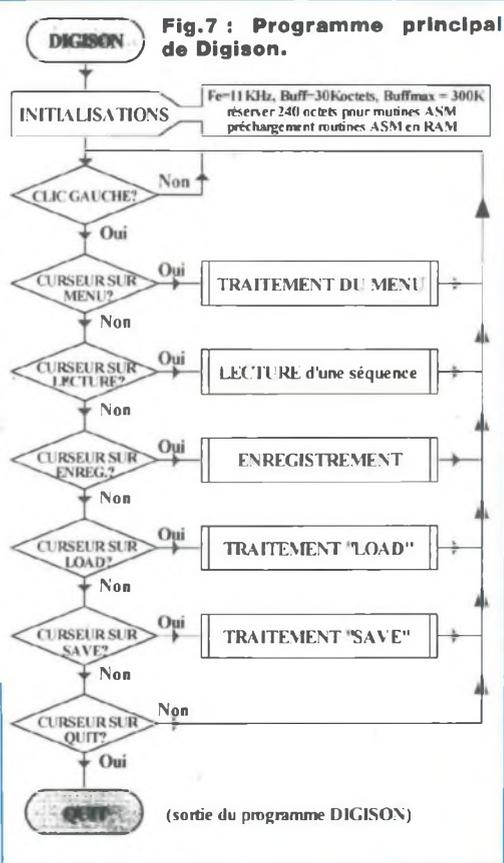 DIGISON
Fig.7 : Programme principal
de Digison.
INITIALISATIONS
Fe=11KHz, Buff=30Koctets, Buffmax = 300K
réserver 240 octets pour routines ASM
préchargement routines ASM en RAM
CLIC GAUCHE?
Non
Oui
CURSEUR SUR
MENU?
Oui
TRAITEMENT DU MENU
Non
CURSEUR SUR
LECTURE?
Oui
LECTURE d'une séquence
Non
CURSEUR SUR
ENREG.?
Oui
ENREGISTREMENT
Non
CURSEUR SUR
LOAD?
Oui
TRAITEMENT "LOAD"
Non
CURSEUR SUR
SAVE?
Oui
TRAITEMENT "SAVE"
Non
CURSEUR SUR
QUIT?
Non
Oui
QUIT
(sortie du programme DIGISON)